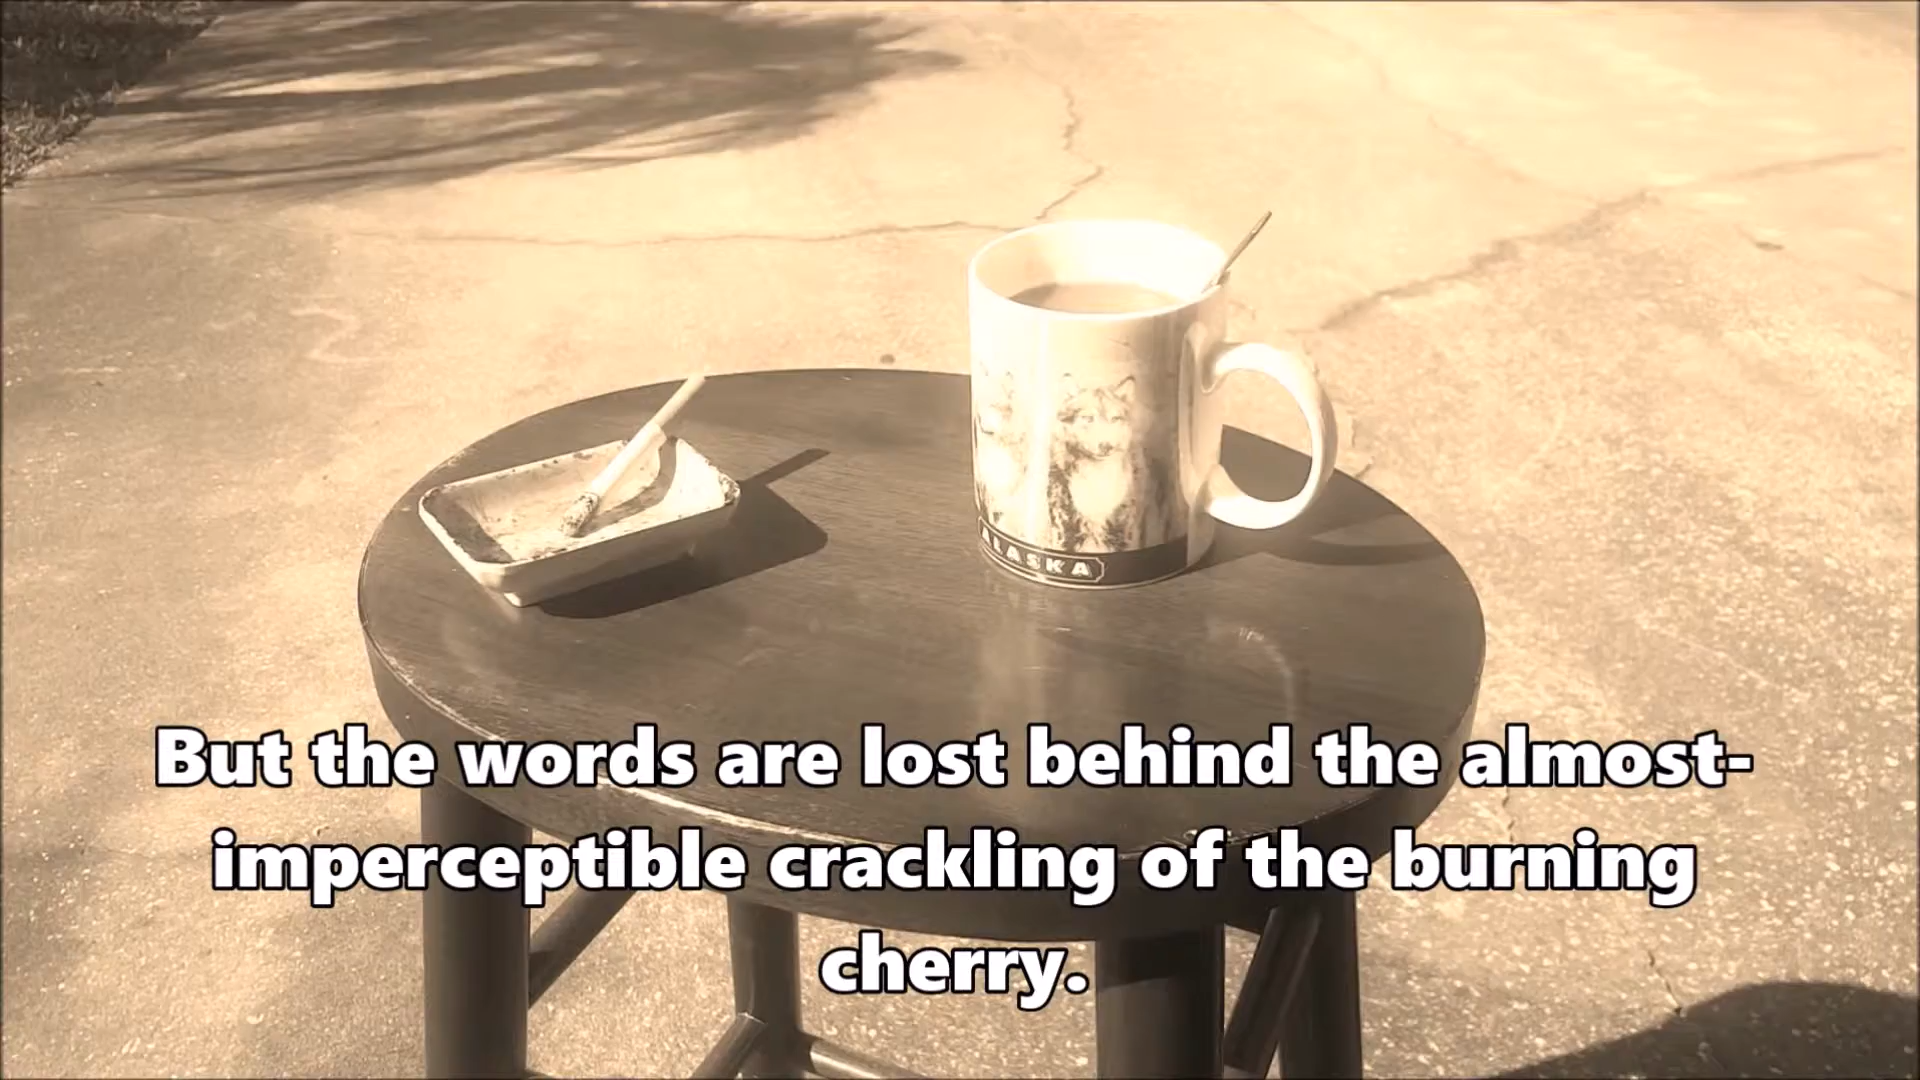 ALASKA
But the words are lost behind the almost-
imperceptible crackling of the burning
cherry.